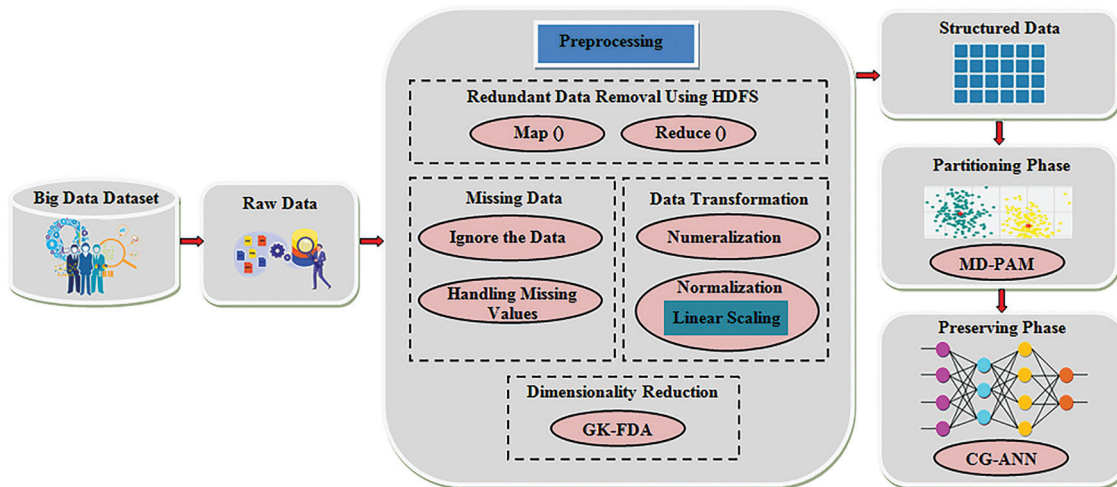 Big Data Dataset
Raw Data
Preprocessing
Redundant Data Removal Using HDFS
Map ()
Reduce ()
Missing Data
Ignore the Data
Handling Missing
Values
Data Transformation
Numeralization
Normalization
Linear Scaling
Dimensionality Reduction
GK-FDA
Structured Data
Partitioning Phase
MD-PAM
Preserving Phase
CG-ANN